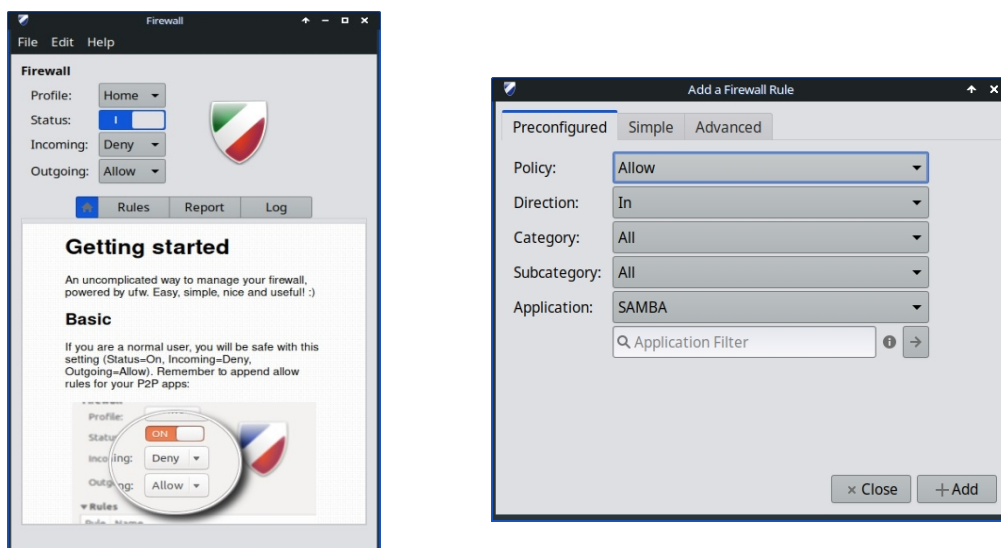 Firewall
File Edit Help
Firewall
Profile: Home
Status:
Incoming: Deny
Outgoing: Allow
Rules Report Log
Getting started
An uncomplicated way to manage your firewall,
powered by ufw. Easy, simple, nice and useful! :)
Basic
If you are a normal user, you will be safe with this
setting (Status=On, Incoming=Deny,
Outgoing=Allow). Remember to append allow
rules for your P2P apps:
Profile:
Status ON
Incoming: Deny
Outgoing: Allow
Rules
Add a Firewall Rule
Preconfigured Simple Advanced
Policy: Allow
Direction: In
Category: All
Subcategory: All
Application: SAMBA
Application Filter
Close Add